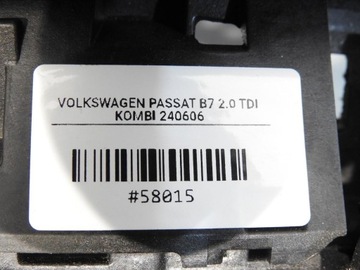 VOLKSWAGEN PASSAT B7 2.0 TDI
KOMBI 240606
#58015